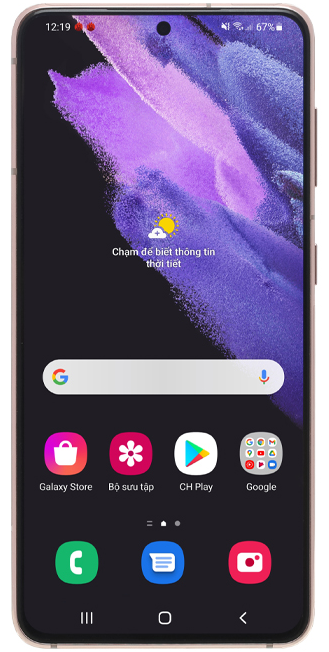 12:19 67%
Chạm để biết thông tin
thời tiết
Galaxy Store Bộ sưu tập CH Play Google